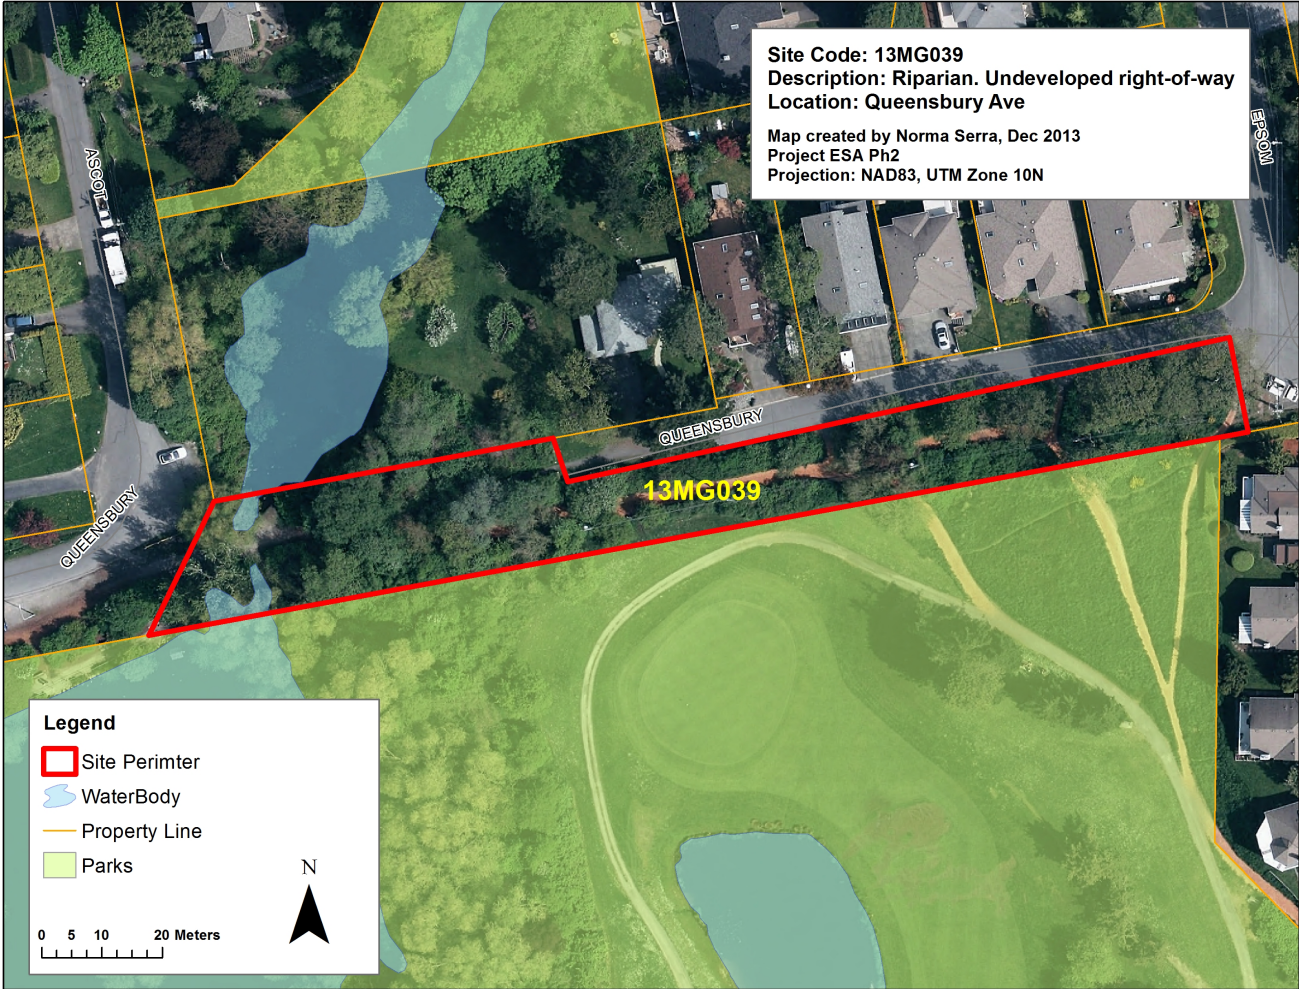 Site Code: 13MG039
Description: Riparian. Undeveloped right-of-way
Location: Queensbury Ave
Map created by Norma Serra, Dec 2013
Project ESA Ph2
Projection: NAD83, UTM Zone 10N
EPSOM
ASCOT
QUEENSBURY
13MG039
QUEENSBURY
Legend
Site Perimter
WaterBody
Property Line
Parks
N
0 5 10 20 Meters